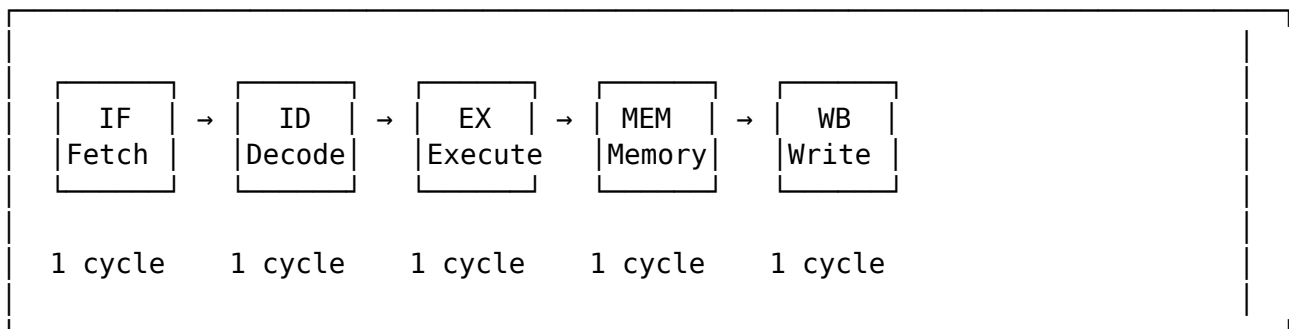 IF → ID → EX → MEM → WB
Fetch Decode Execute Memory Write
1 cycle 1 cycle 1 cycle 1 cycle 1 cycle